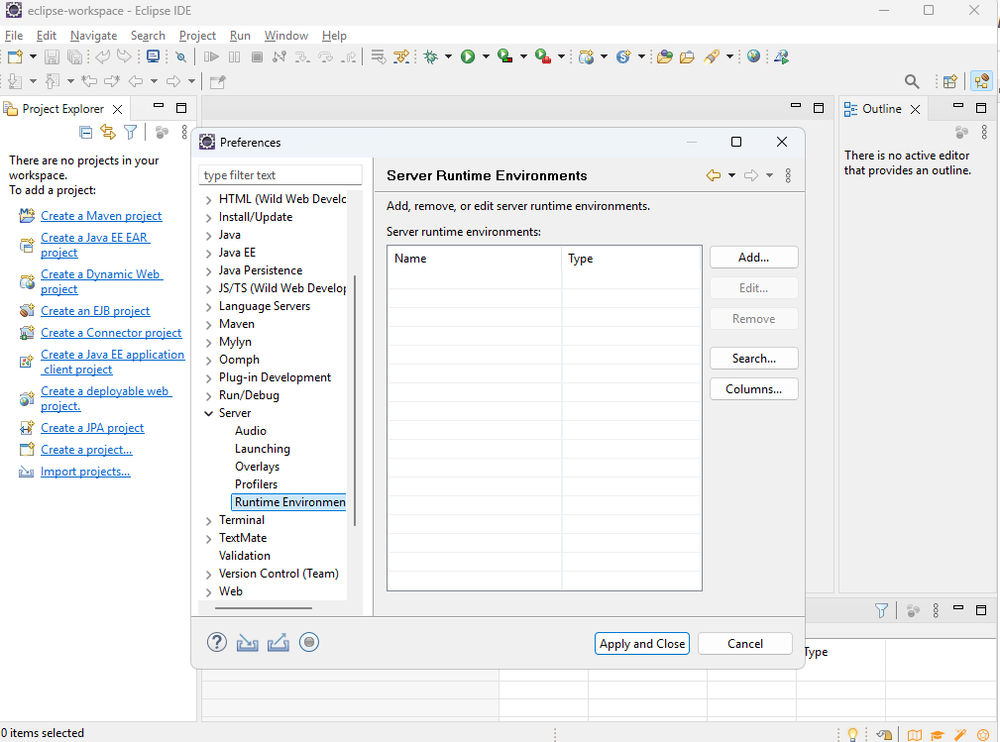 eclipse-workspace - Eclipse IDE
File Edit Navigate Search Project Run Window Help
Project Explorer
There are no projects in your
workspace.
To add a project:
Create a Maven project
Create a Java EE EAR
project
Create a Dynamic Web
project
Create an EJB project
Create a Connector project
Create a Java EE application
client project
Create a deployable web
project.
Create a JPA project
Create a project...
Import projects...
Preferences
type filter text
HTML (Wild Web Develo
Install/Update
Java
Java EE
Java Persistence
JS/TS (Wild Web Develop
Language Servers
Maven
Mylyn
Oomph
Plug-in Development
Run/Debug
Server
Audio
Launching
Overlays
Profilers
Runtime Environmen
Terminal
TextMate
Validation
Version Control (Team)
Web
Server Runtime Environments
Add, remove, or edit server runtime environments.
Server runtime environments:
Name Type
Add...
Edit...
Remove
Search...
Columns...
Apply and Close Cancel
Outline
There is no active editor
that provides an outline.
Type
0 items selected